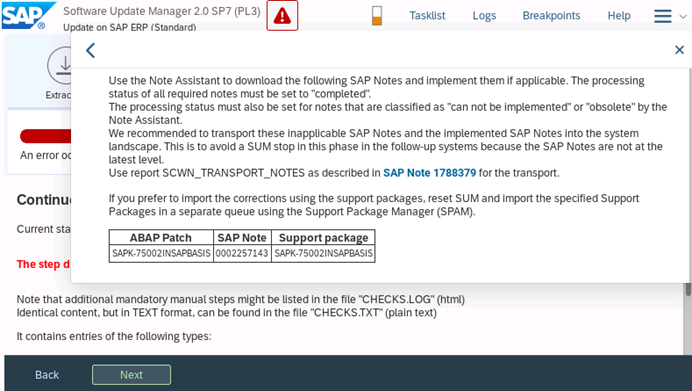 SAP
Software Update Manager 2.0 SP7 (PL3)
Update on SAP ERP (Standard)
Tasklist
Logs
Breakpoints
Help
Use the Note Assistant to download the following SAP Notes and implement them if applicable. The processing
status of all required notes must be set to "completed".
The processing status must also be set for notes that are classified as "can not be implemented" or "obsolete" by the
Note Assistant.
We recommended to transport these inapplicable SAP Notes and the implemented SAP Notes into the system
landscape. This is to avoid a SUM stop in this phase in the follow-up systems because the SAP Notes are not at the
latest level.
Use report SCWN_TRANSPORT_NOTES as described in SAP Note 1788379 for the transport.
If you prefer to import the corrections using the support packages, reset SUM and import the specified Support
Packages in a separate queue using the Support Package Manager (SPAM).
ABAP Patch SAP Note Support package
SAPK-75002INSAPBASIS 0002257143 SAPK-75002INSAPBASIS
Extrac
An error oc
Continu
Current sta
The step d
Note that additional mandatory manual steps might be listed in the file "CHECKS.LOG" (html)
Identical content, but in TEXT format, can be found in the file "CHECKS.TXT" (plain text)
It contains entries of the following types:
Back
Next